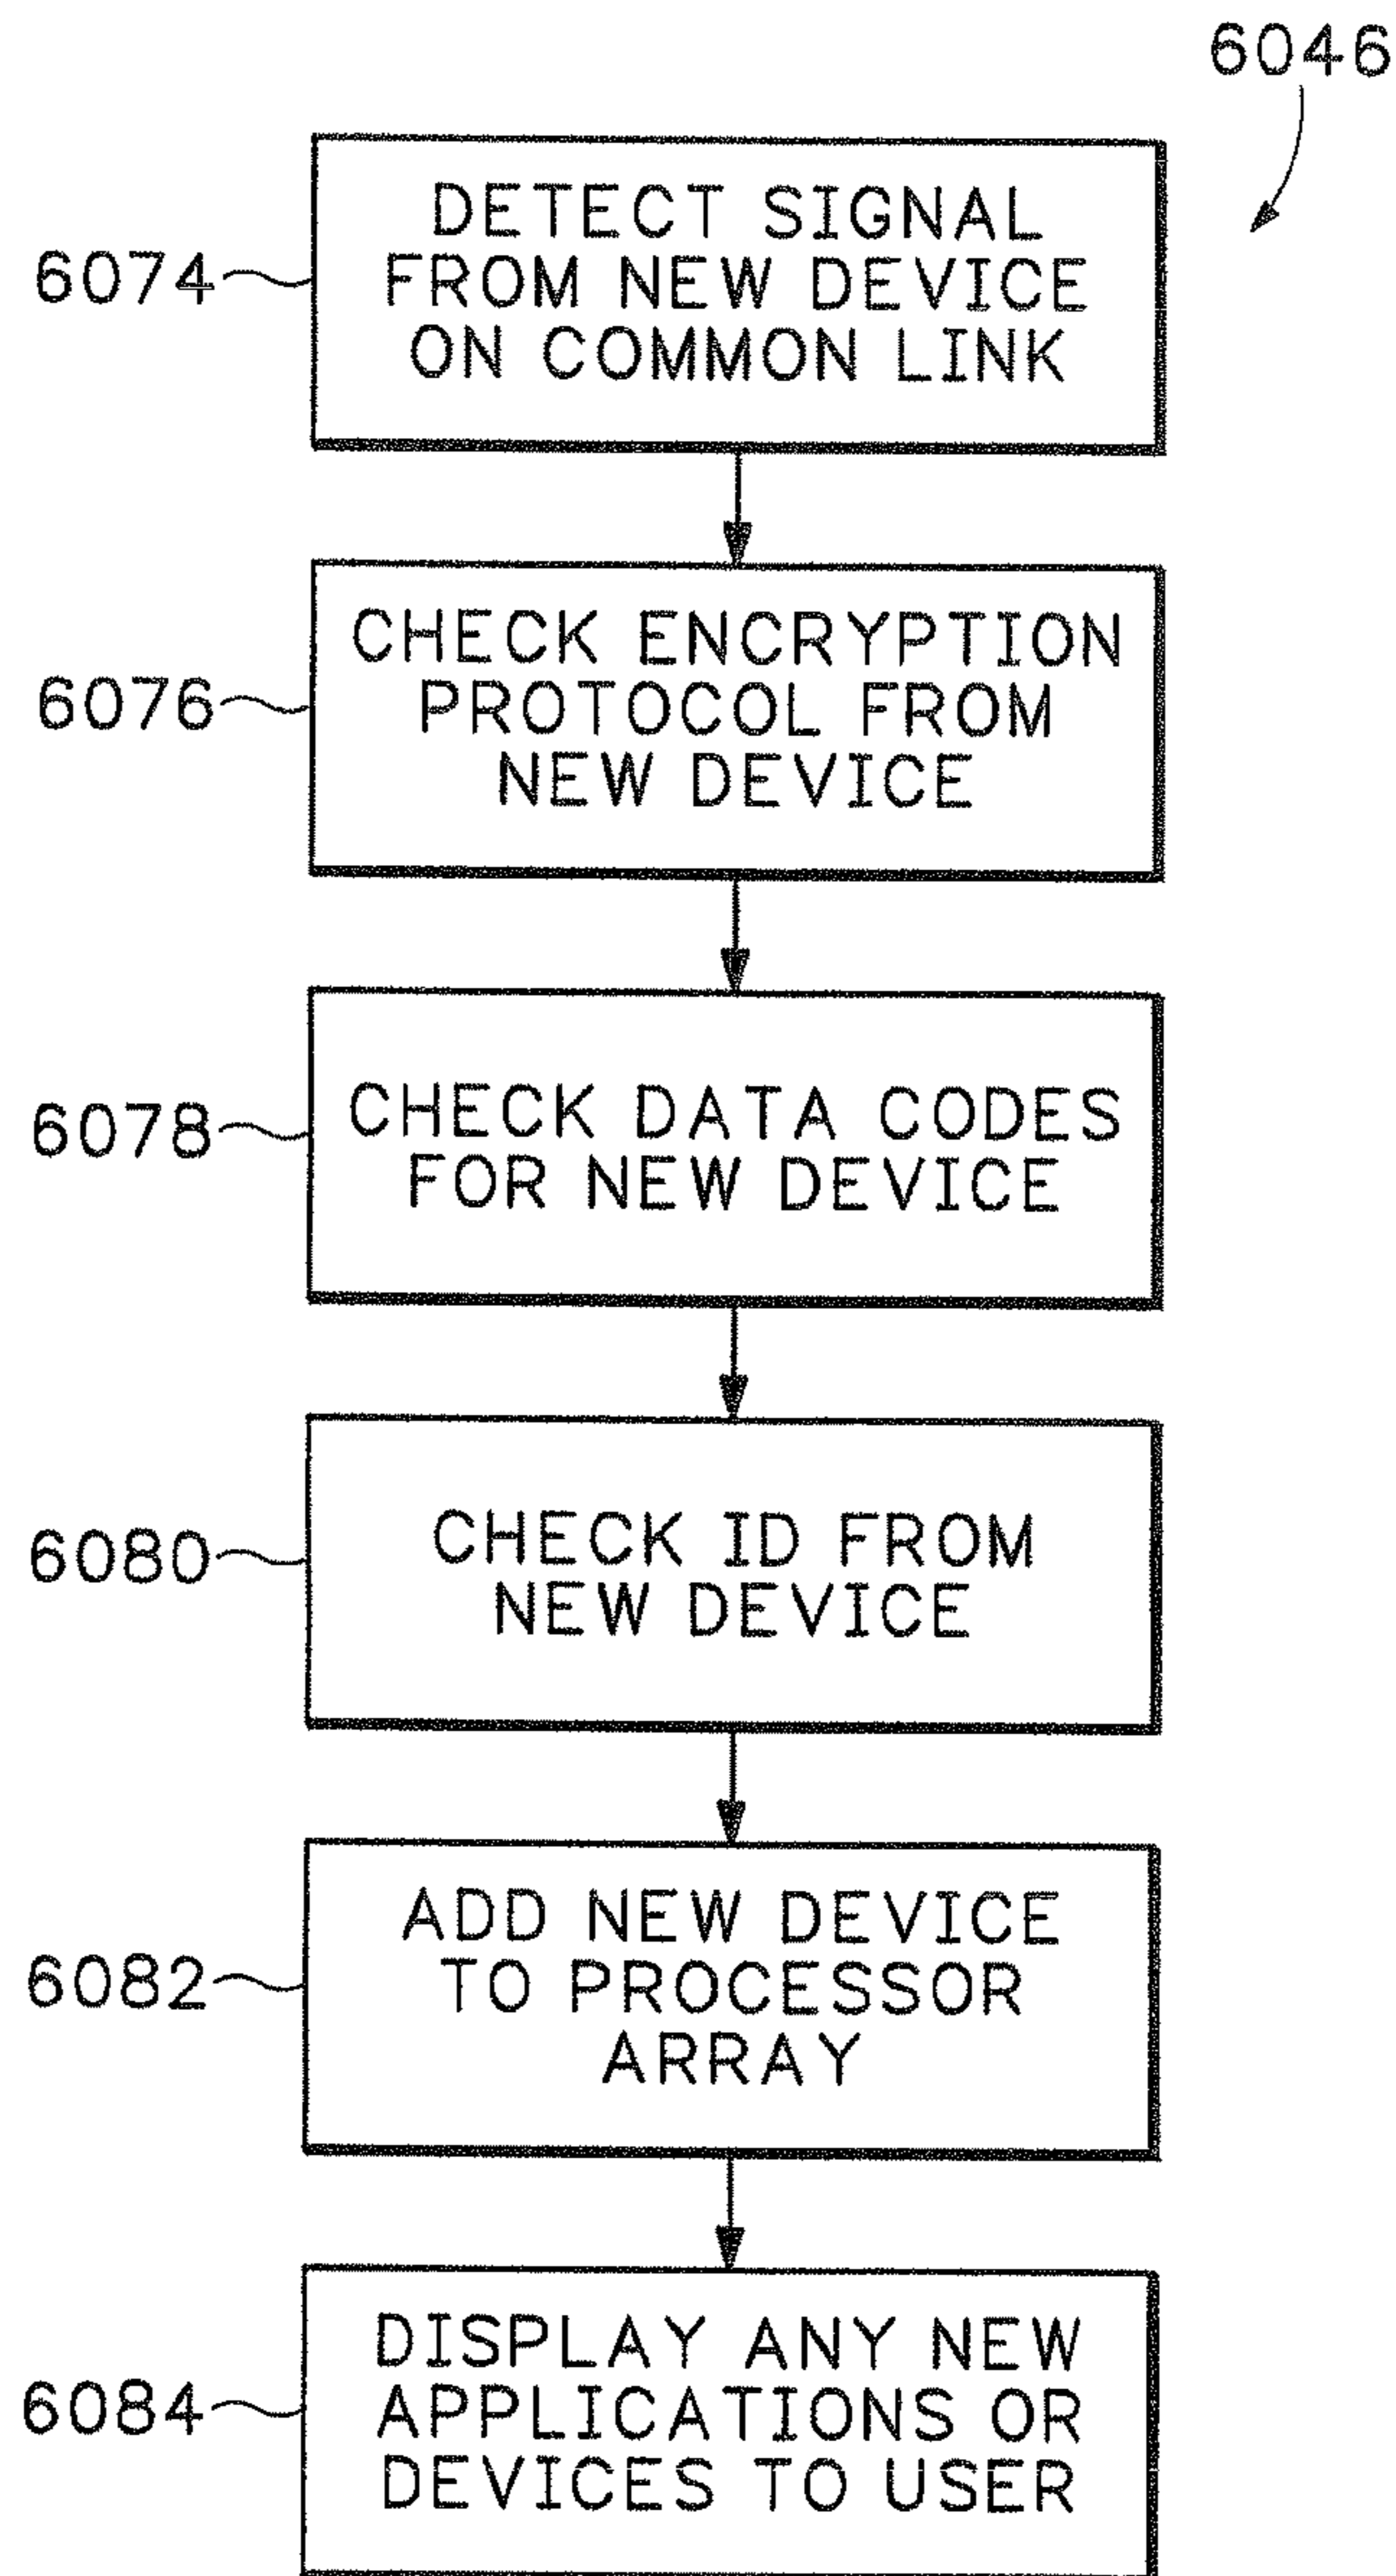 6046
DETECT SIGNAL
FROM NEW DEVICE
ON COMMON LINK
6074
CHECK ENCRYPTION
PROTOCOL FROM
NEW DEVICE
6076
CHECK DATA CODES
FOR NEW DEVICE
6078
CHECK ID FROM
NEW DEVICE
6080
ADD NEW DEVICE
TO PROCESSOR
ARRAY
6082
DISPLAY ANY NEW
APPLICATIONS OR
DEVICES TO USER
6084